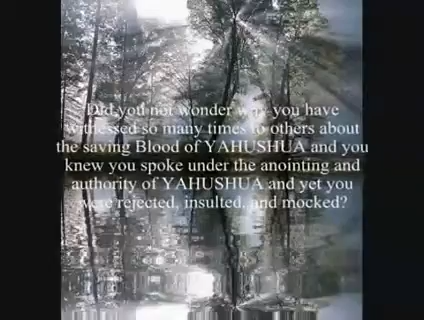 Did you not wonder why you have
witnessed so many times to others about
the saving Blood of YAHUSHUA and you
knew you spoke under the anointing and
authority of YAHUSHUA and yet you
were rejected, insulted, and mocked?